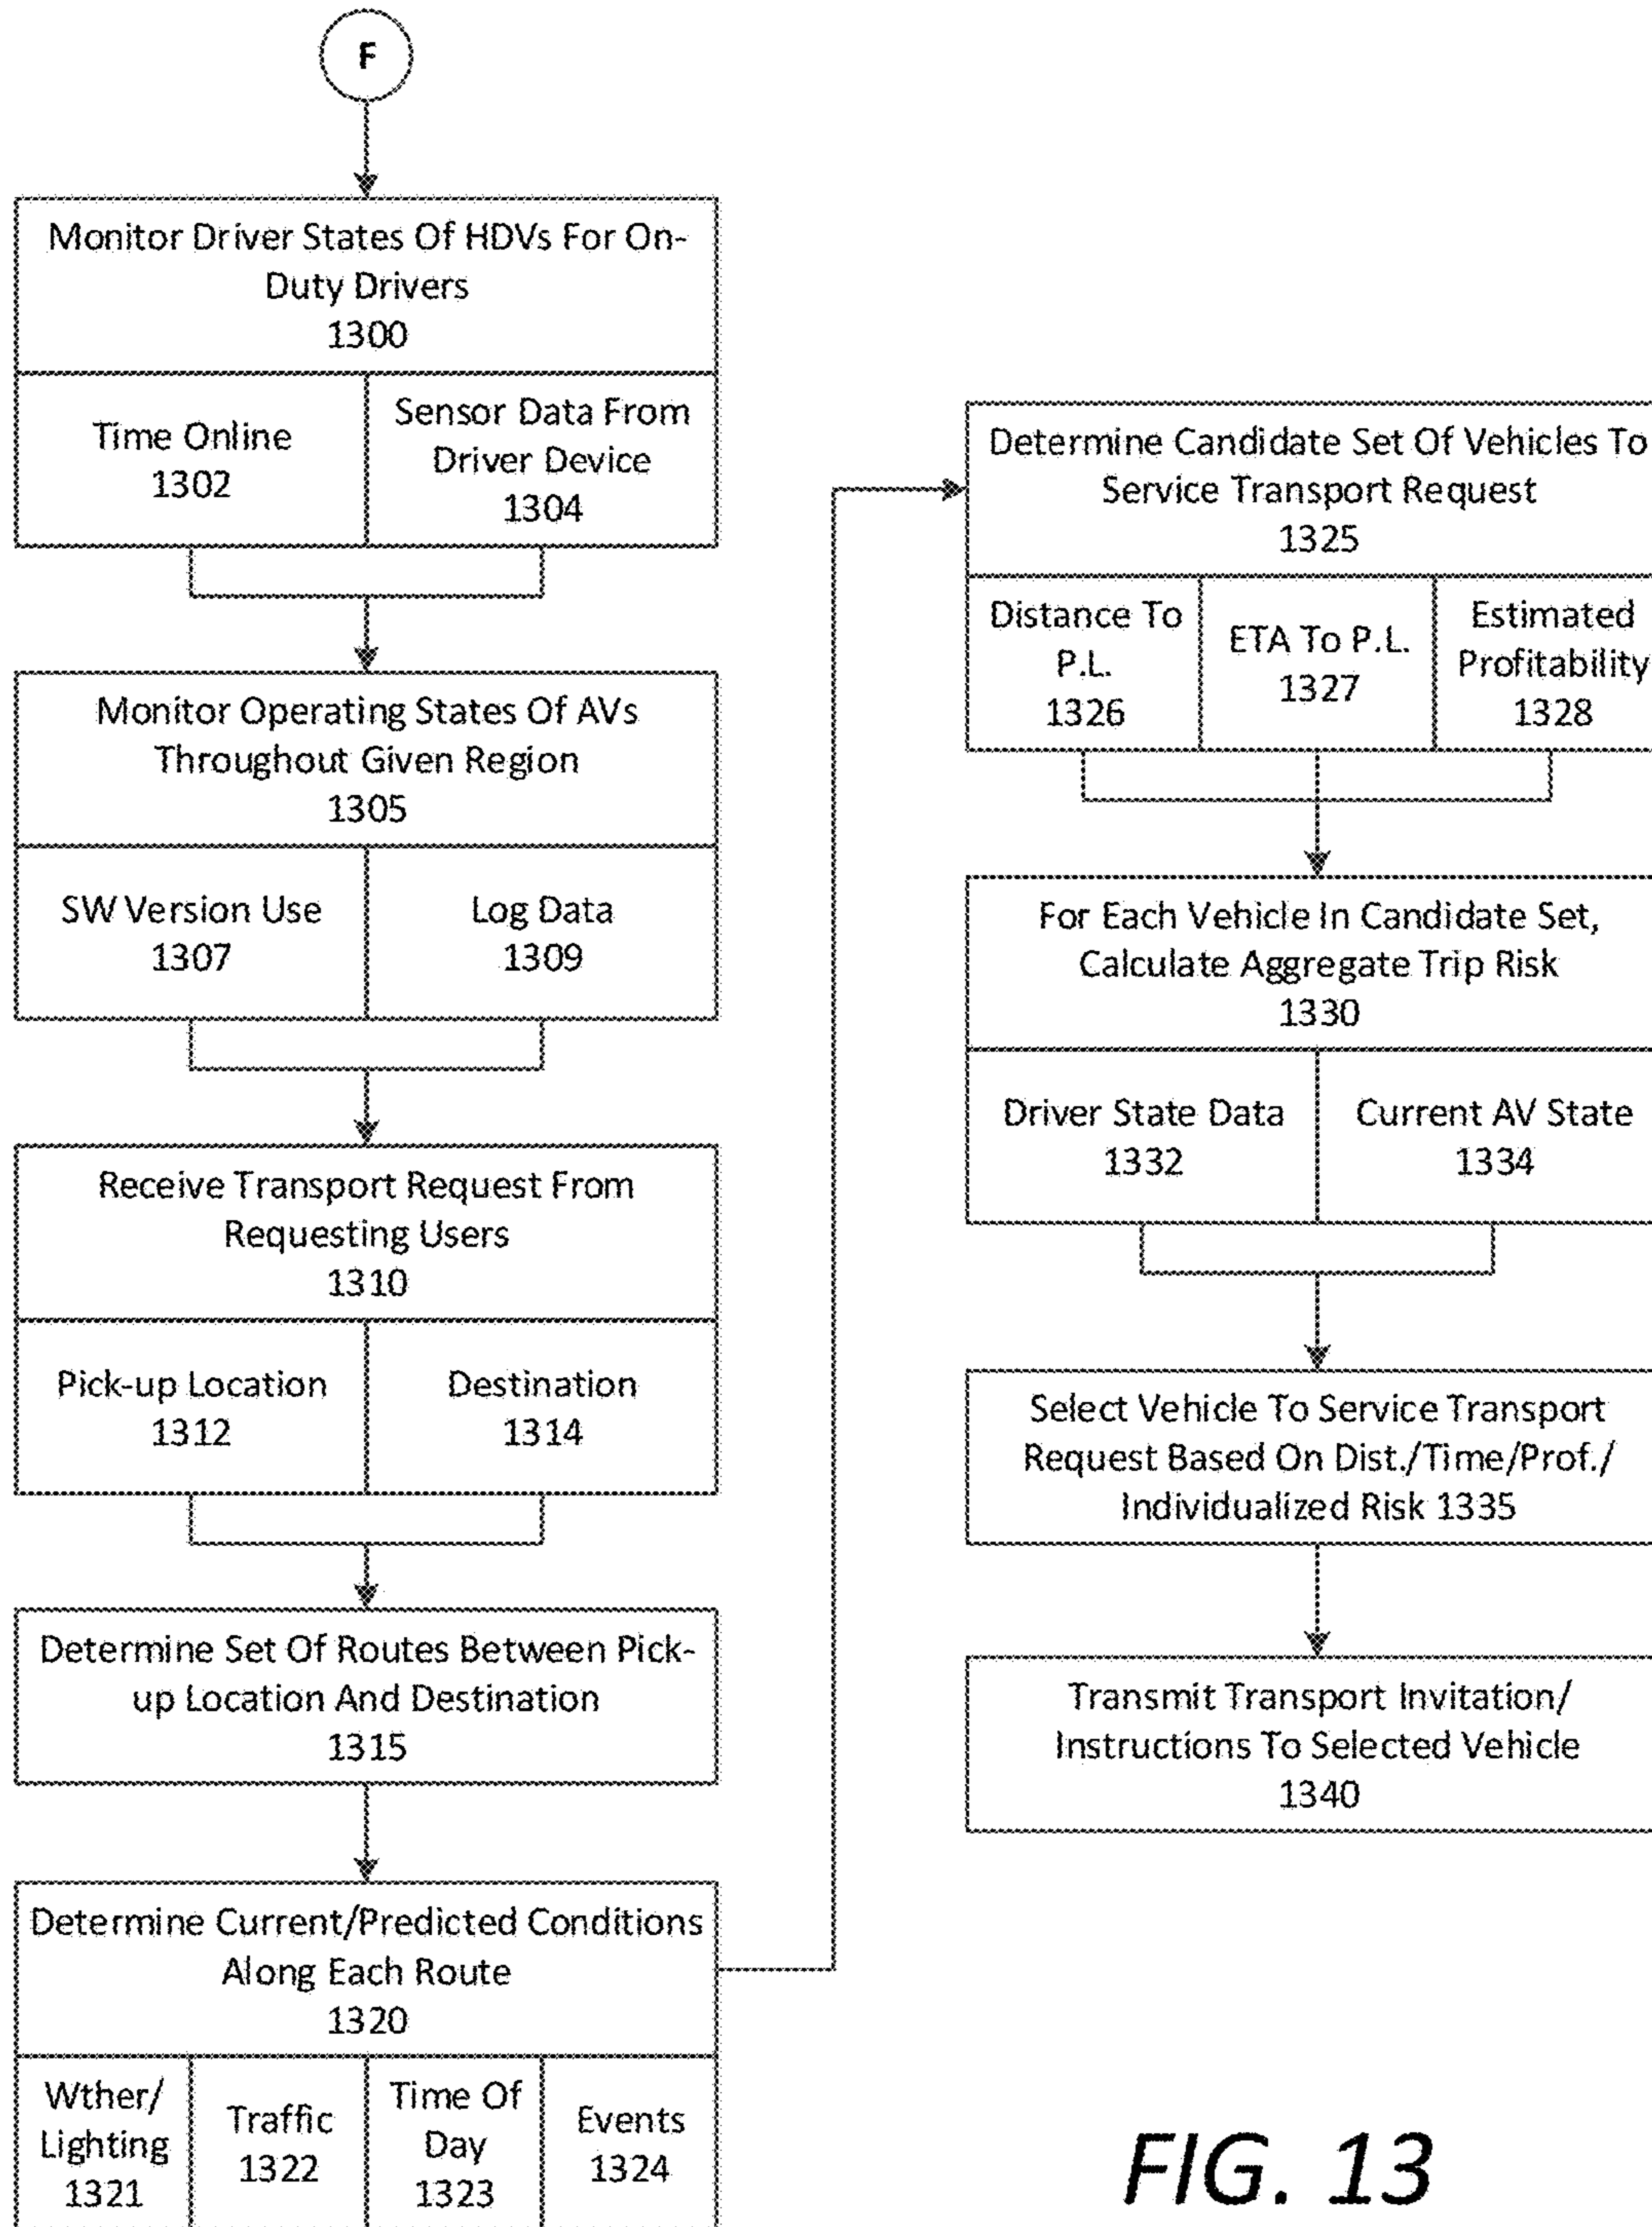 F
Monitor Driver States Of HDVs For On-
Duty Drivers
1300
Time Online
1302
Sensor Data From
Driver Device
1304
Monitor Operating States Of AVs
Throughout Given Region
1305
SW Version Use
1307
Log Data
1309
Receive Transport Request From
Requesting Users
1310
Pick-up Location
1312
Destination
1314
Determine Set Of Routes Between Pick-
up Location And Destination
1315
Determine Current/Predicted Conditions
Along Each Route
1320
Wther/
Lighting
1321
Traffic
1322
Time Of
Day
1323
Events
1324
Determine Candidate Set Of Vehicles To
Service Transport Request
1325
Distance To
P.L.
1326
ETA To P.L.
1327
Estimated
Profitability
1328
For Each Vehicle In Candidate Set,
Calculate Aggregate Trip Risk
1330
Driver State Data
1332
Current AV State
1334
Select Vehicle To Service Transport
Request Based On Dist./Time/Prof./
Individualized Risk 1335
Transmit Transport Invitation/
Instructions To Selected Vehicle
1340
FIG. 13